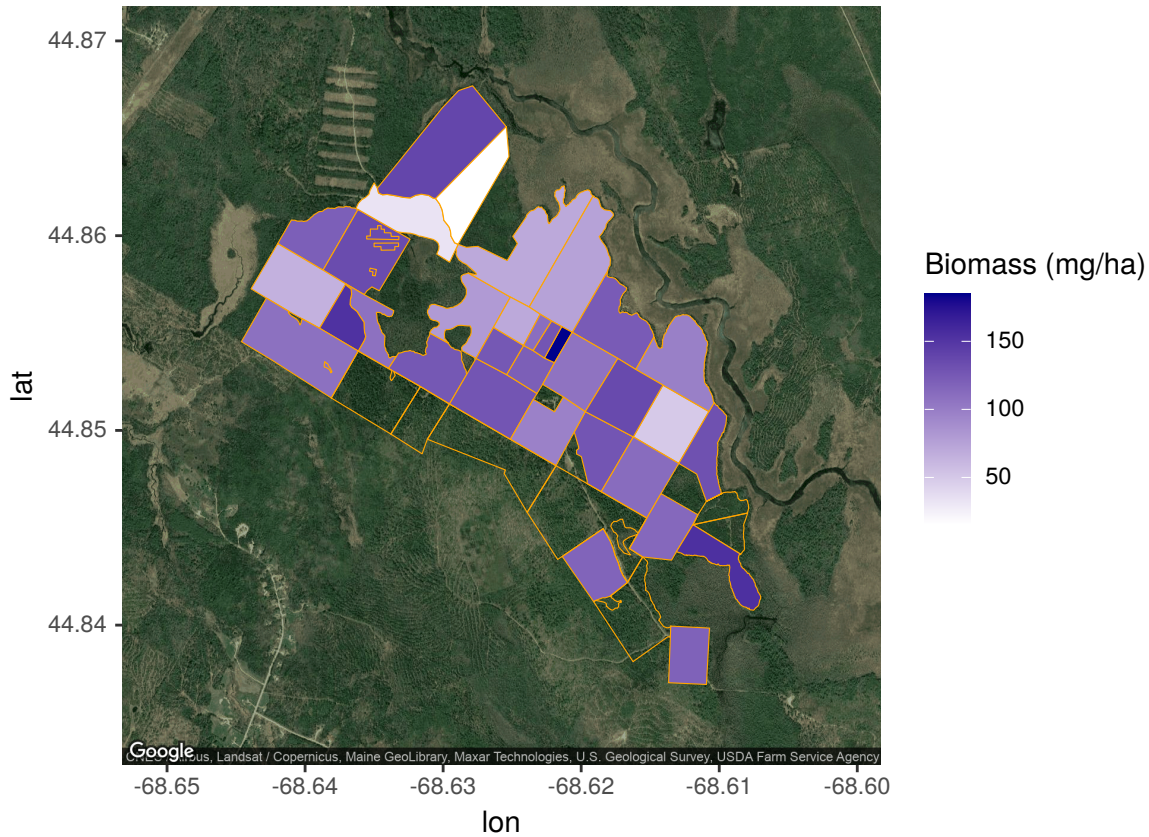 44.87
44.86
44.85
44.84
lat
Biomass (mg/ha)
150
100
50
Google
Landsat / Copernicus, Maine GeoLibrary, Maxar Technologies, U.S. Geological Survey, USDA Farm Service Agency
-68.65
-68.64
-68.63
-68.62
-68.61
-68.60
lon